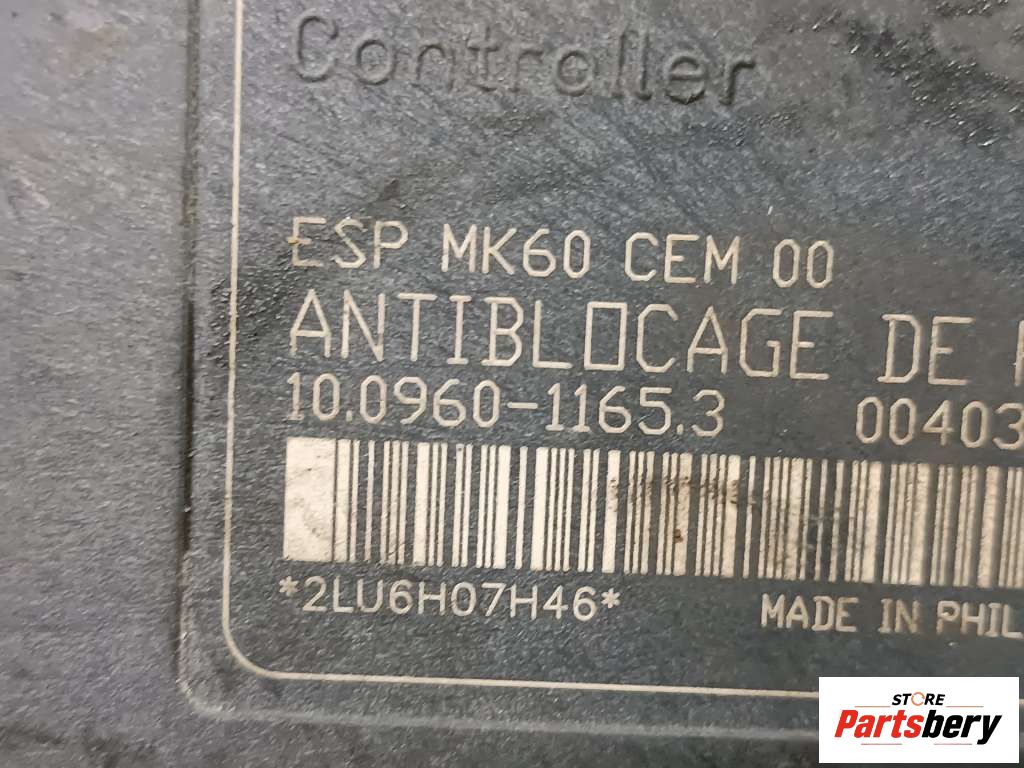 Controller
ESP MK60 CEM 00
ANTIBLOCAGE DE
10.0960-1165.3 00403
*2LU6H07H46* MADE IN PHIL
STORE
Partsbery